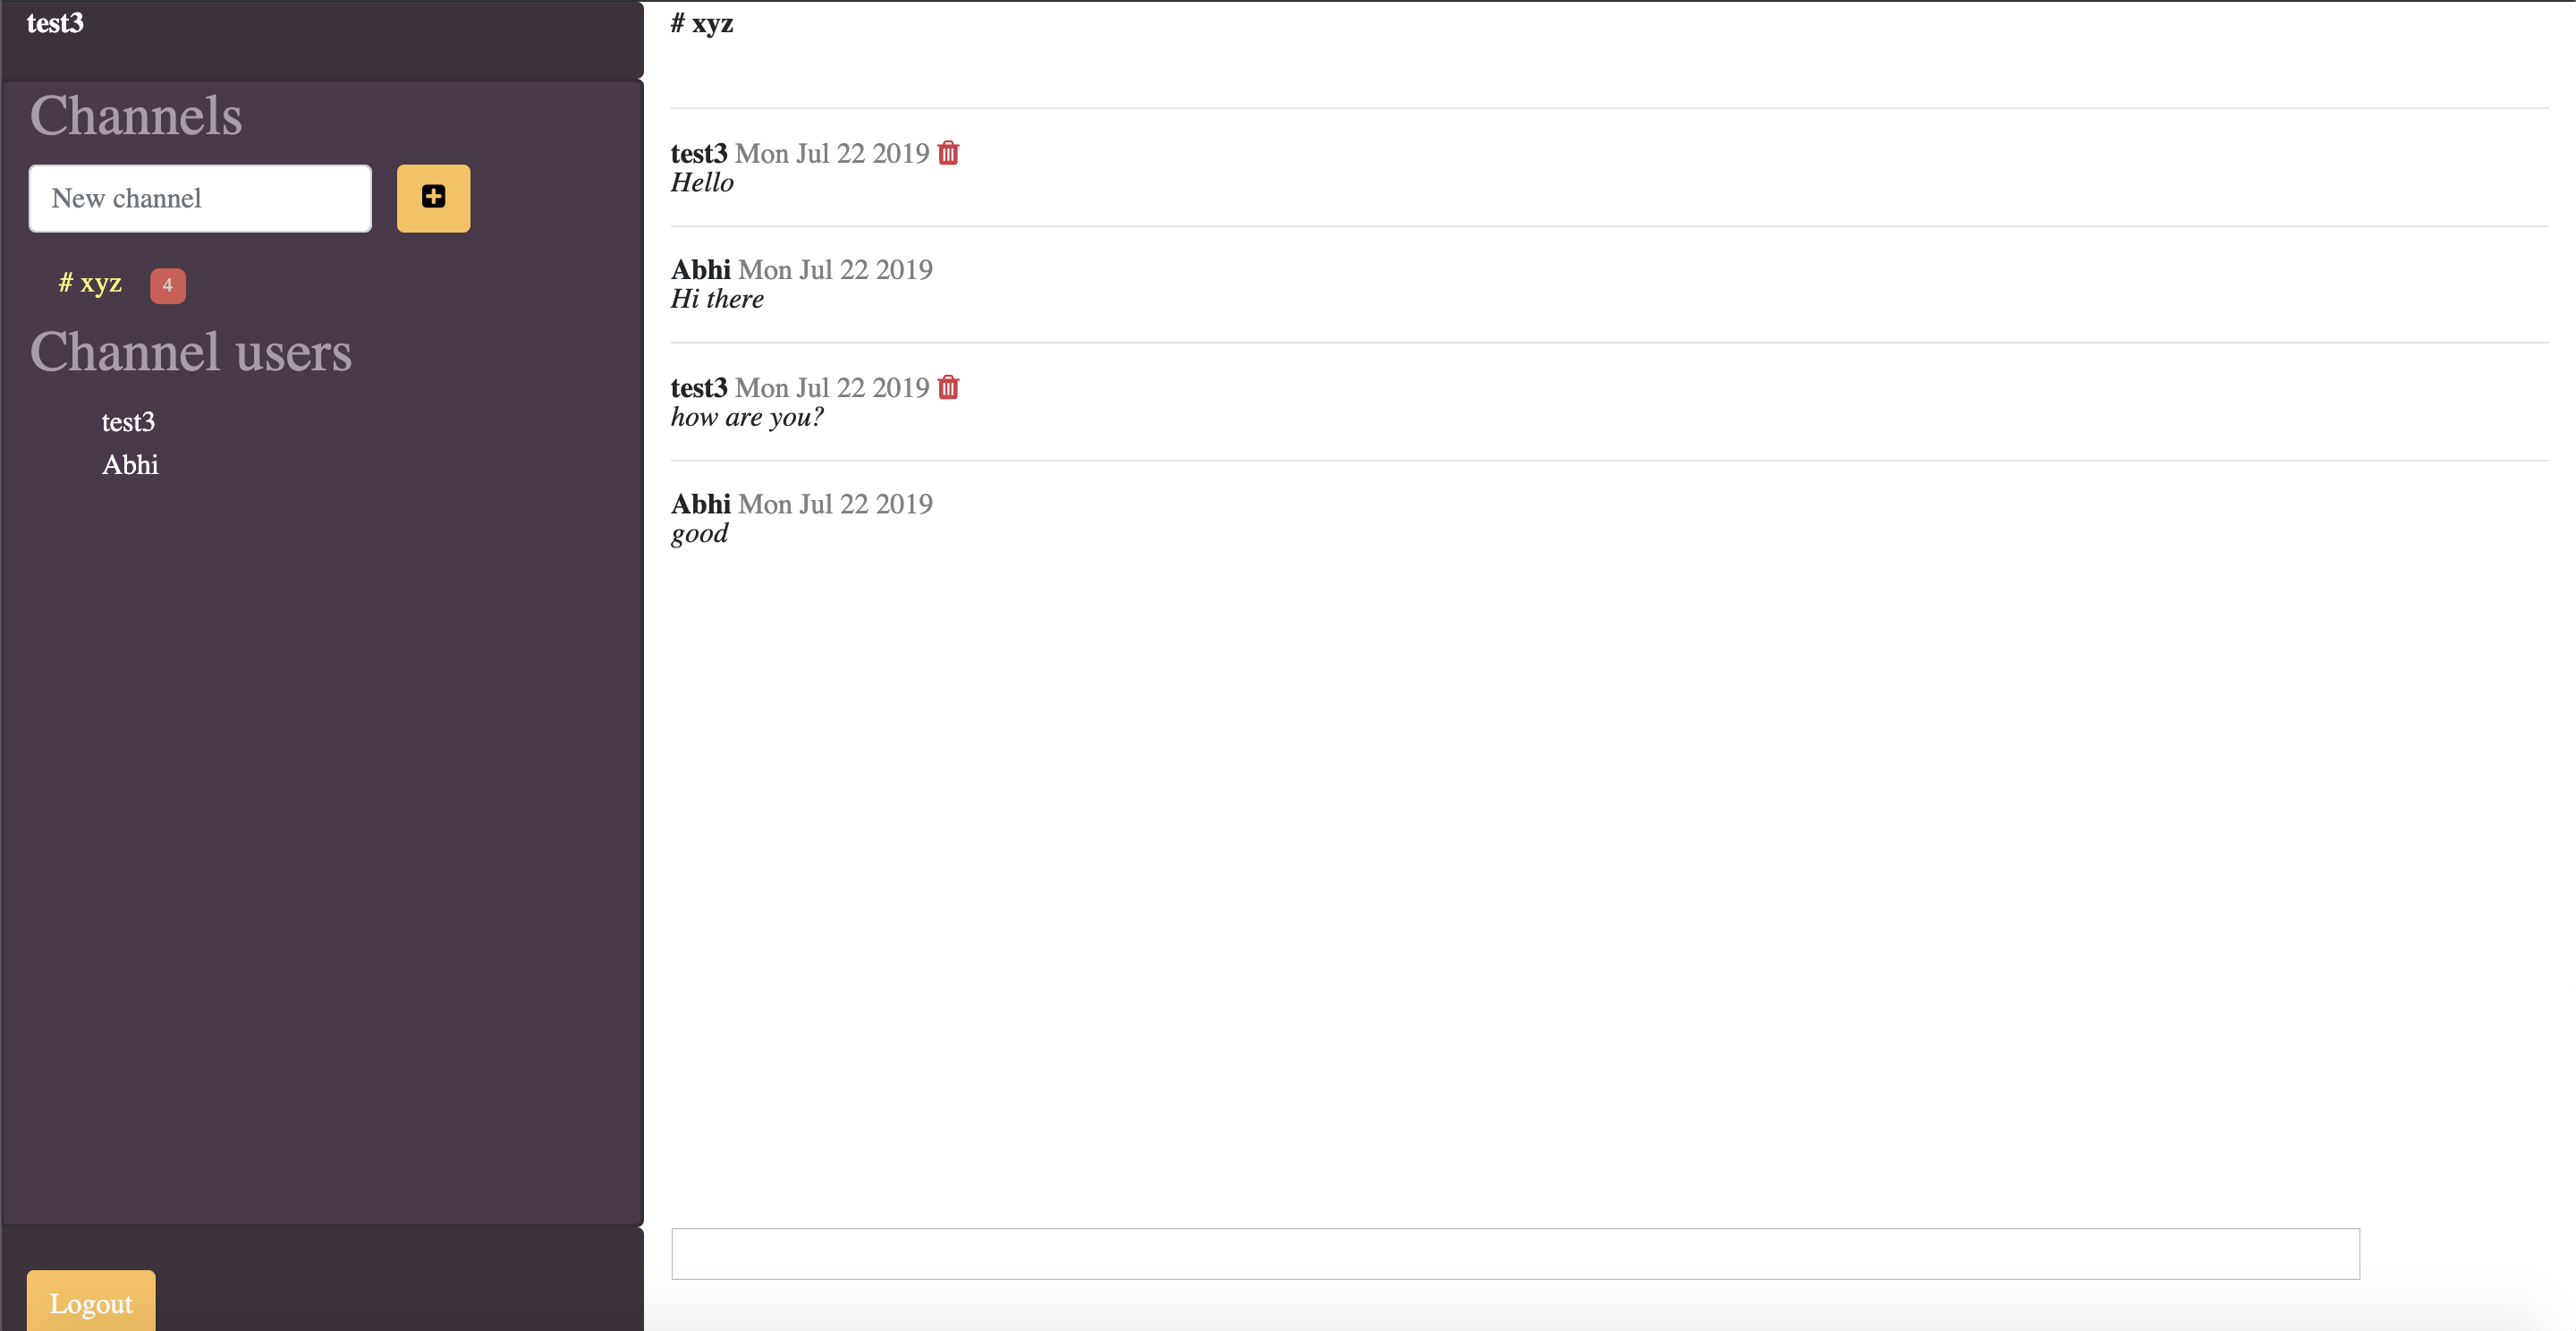 test3
Channels
New channel
# xyz 4
Channel users
test3
Abhi
Logout
# xyz
test3 Mon Jul 22 2019
Hello
Abhi Mon Jul 22 2019
Hi there
test3 Mon Jul 22 2019
how are you?
Abhi Mon Jul 22 2019
good